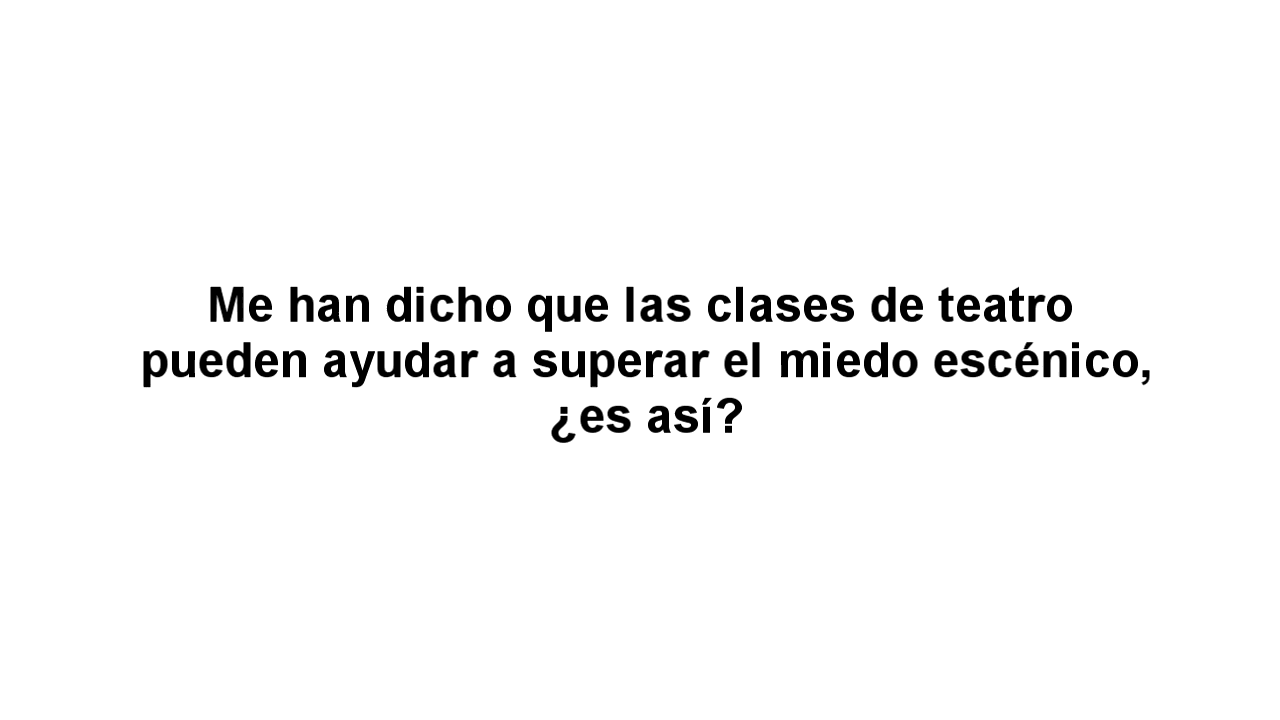 Me han dicho que las clases de teatro
pueden ayudar a superar el miedo escénico,
¿es así?